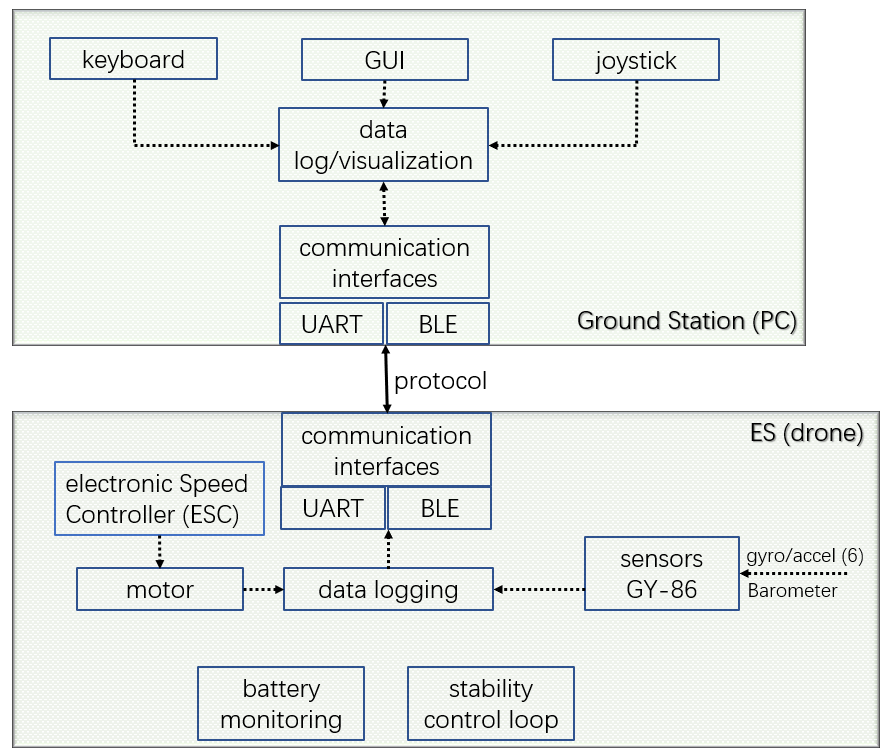 keyboard
GUI
joystick
data
log/visualization
communication
interfaces
UART
BLE
Ground Station (PC)
protocol
ES (drone)
communication
interfaces
electronic Speed
Controller (ESC)
UART
BLE
sensors
GY-86
gyro/accel (6)
Barometer
motor
data logging
battery
monitoring
stability
control loop